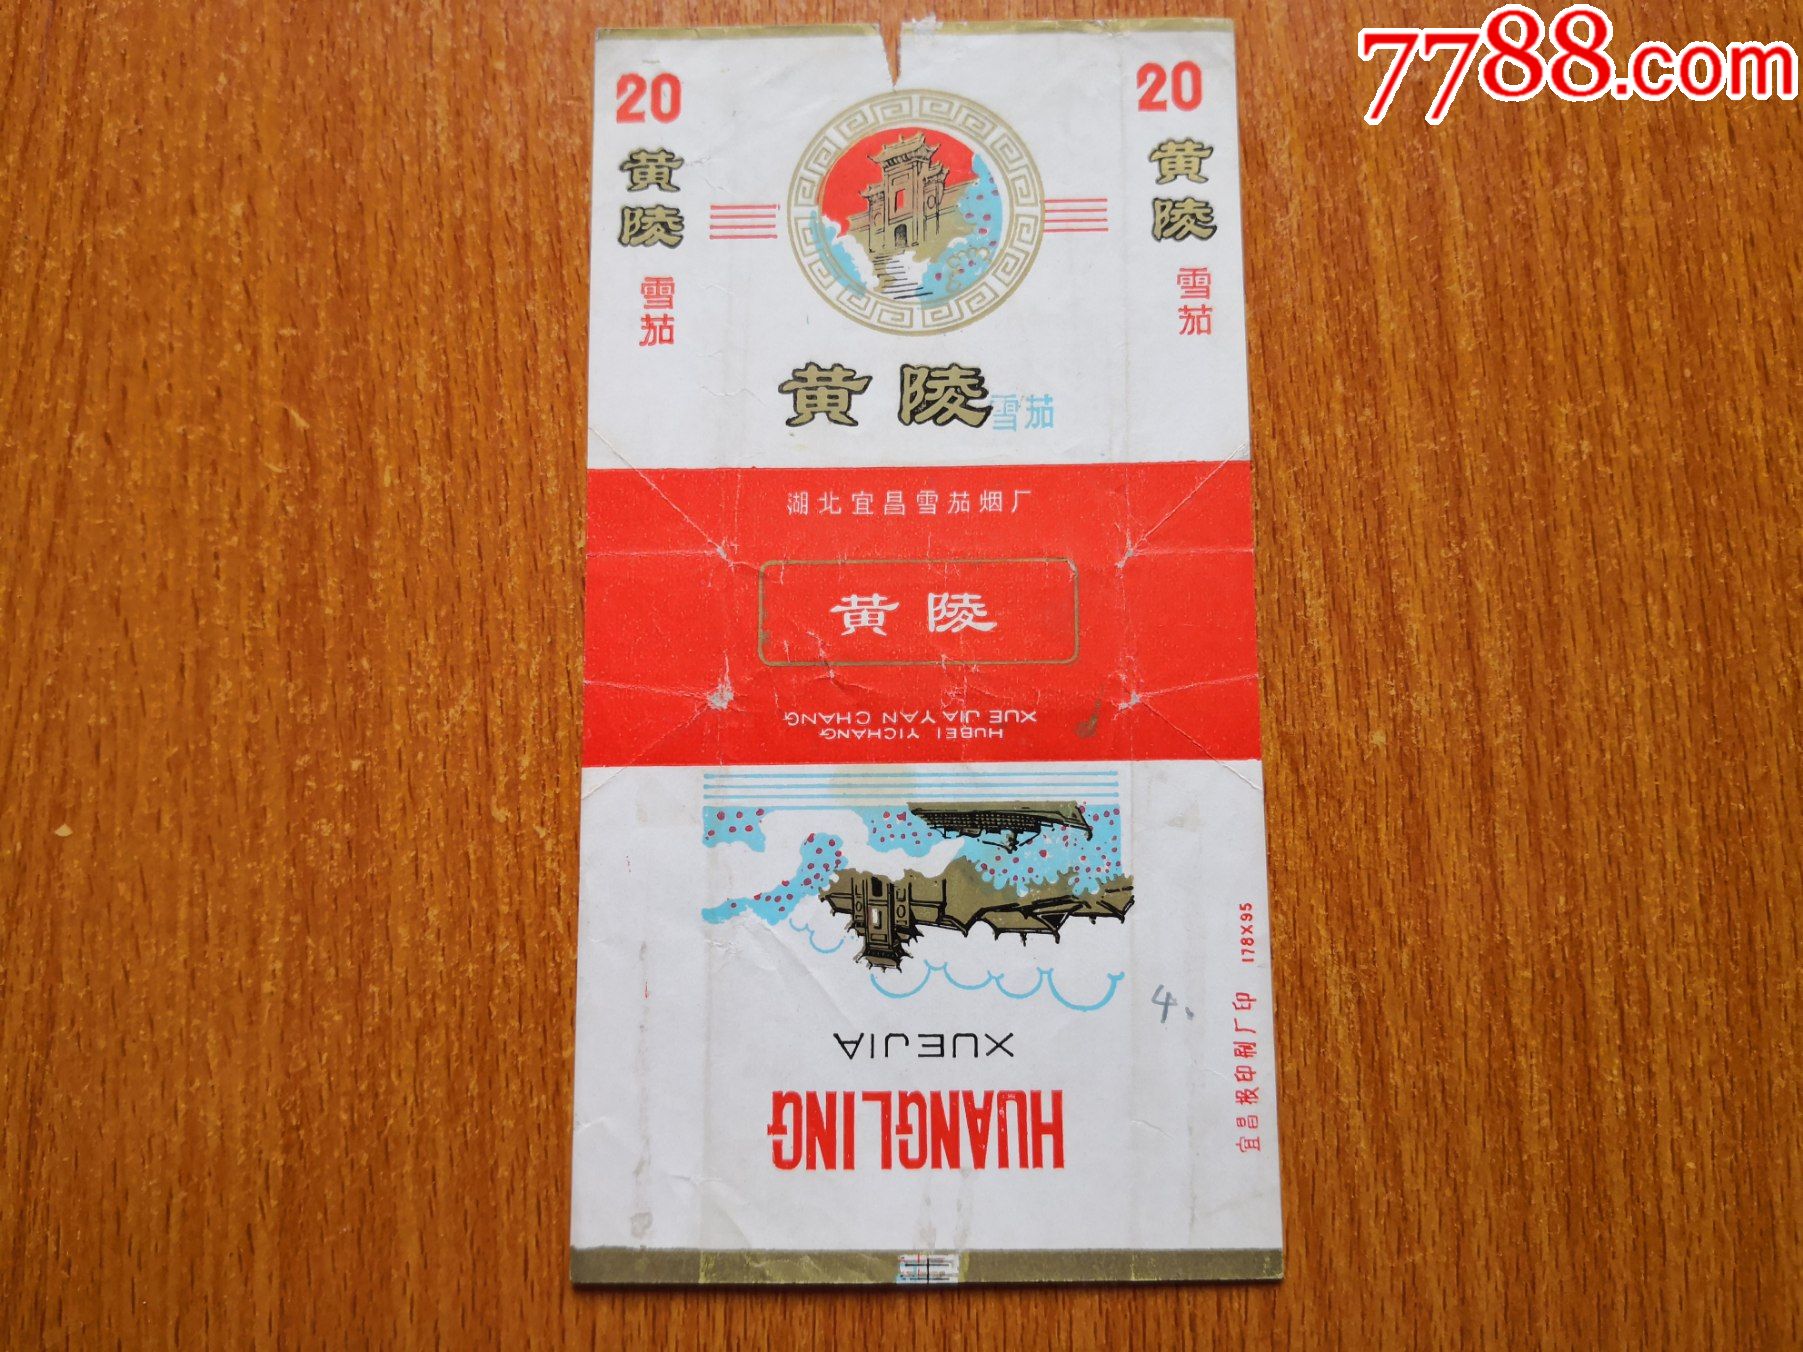 7788.com
20
黄陵
雪茄
20
黄陵
雪茄
黄陵雪茄
湖北宜昌雪茄烟厂
黄陵
HUBEI YICHANG
XUE JIA YAN CHANG
XUEJIA
HUANGLING
4.
宜昌报印刷厂印 178X95